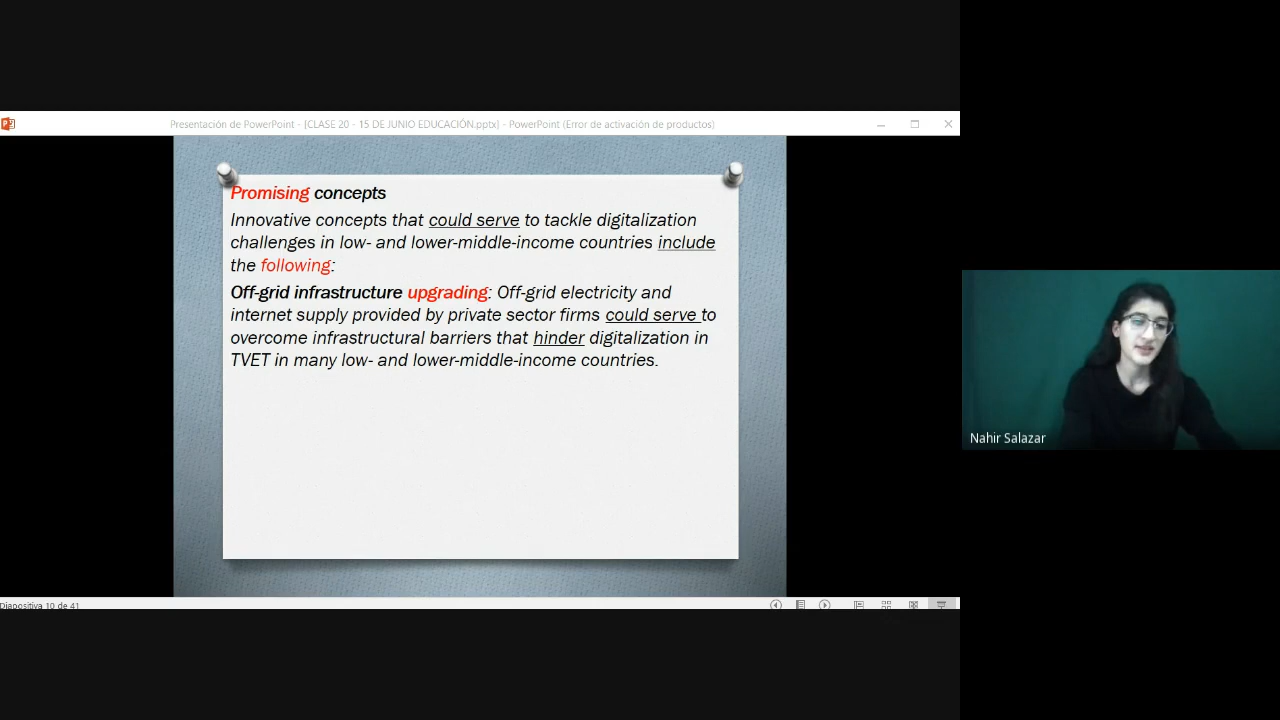 Presentación de PowerPoint - [CLASE 20 - 15 DE JUNIO EDUCACIÓN.pptx] - PowerPoint (Error de activación de productos)
Promising concepts
Innovative concepts that could serve to tackle digitalization
challenges in low- and lower-middle-income countries include
the following:
Off-grid infrastructure upgrading: Off-grid electricity and
internet supply provided by private sector firms could serve to
overcome infrastructural barriers that hinder digitalization in
TVET in many low- and lower-middle-income countries.
Nahir Salazar
Diapositiva 10 de 41